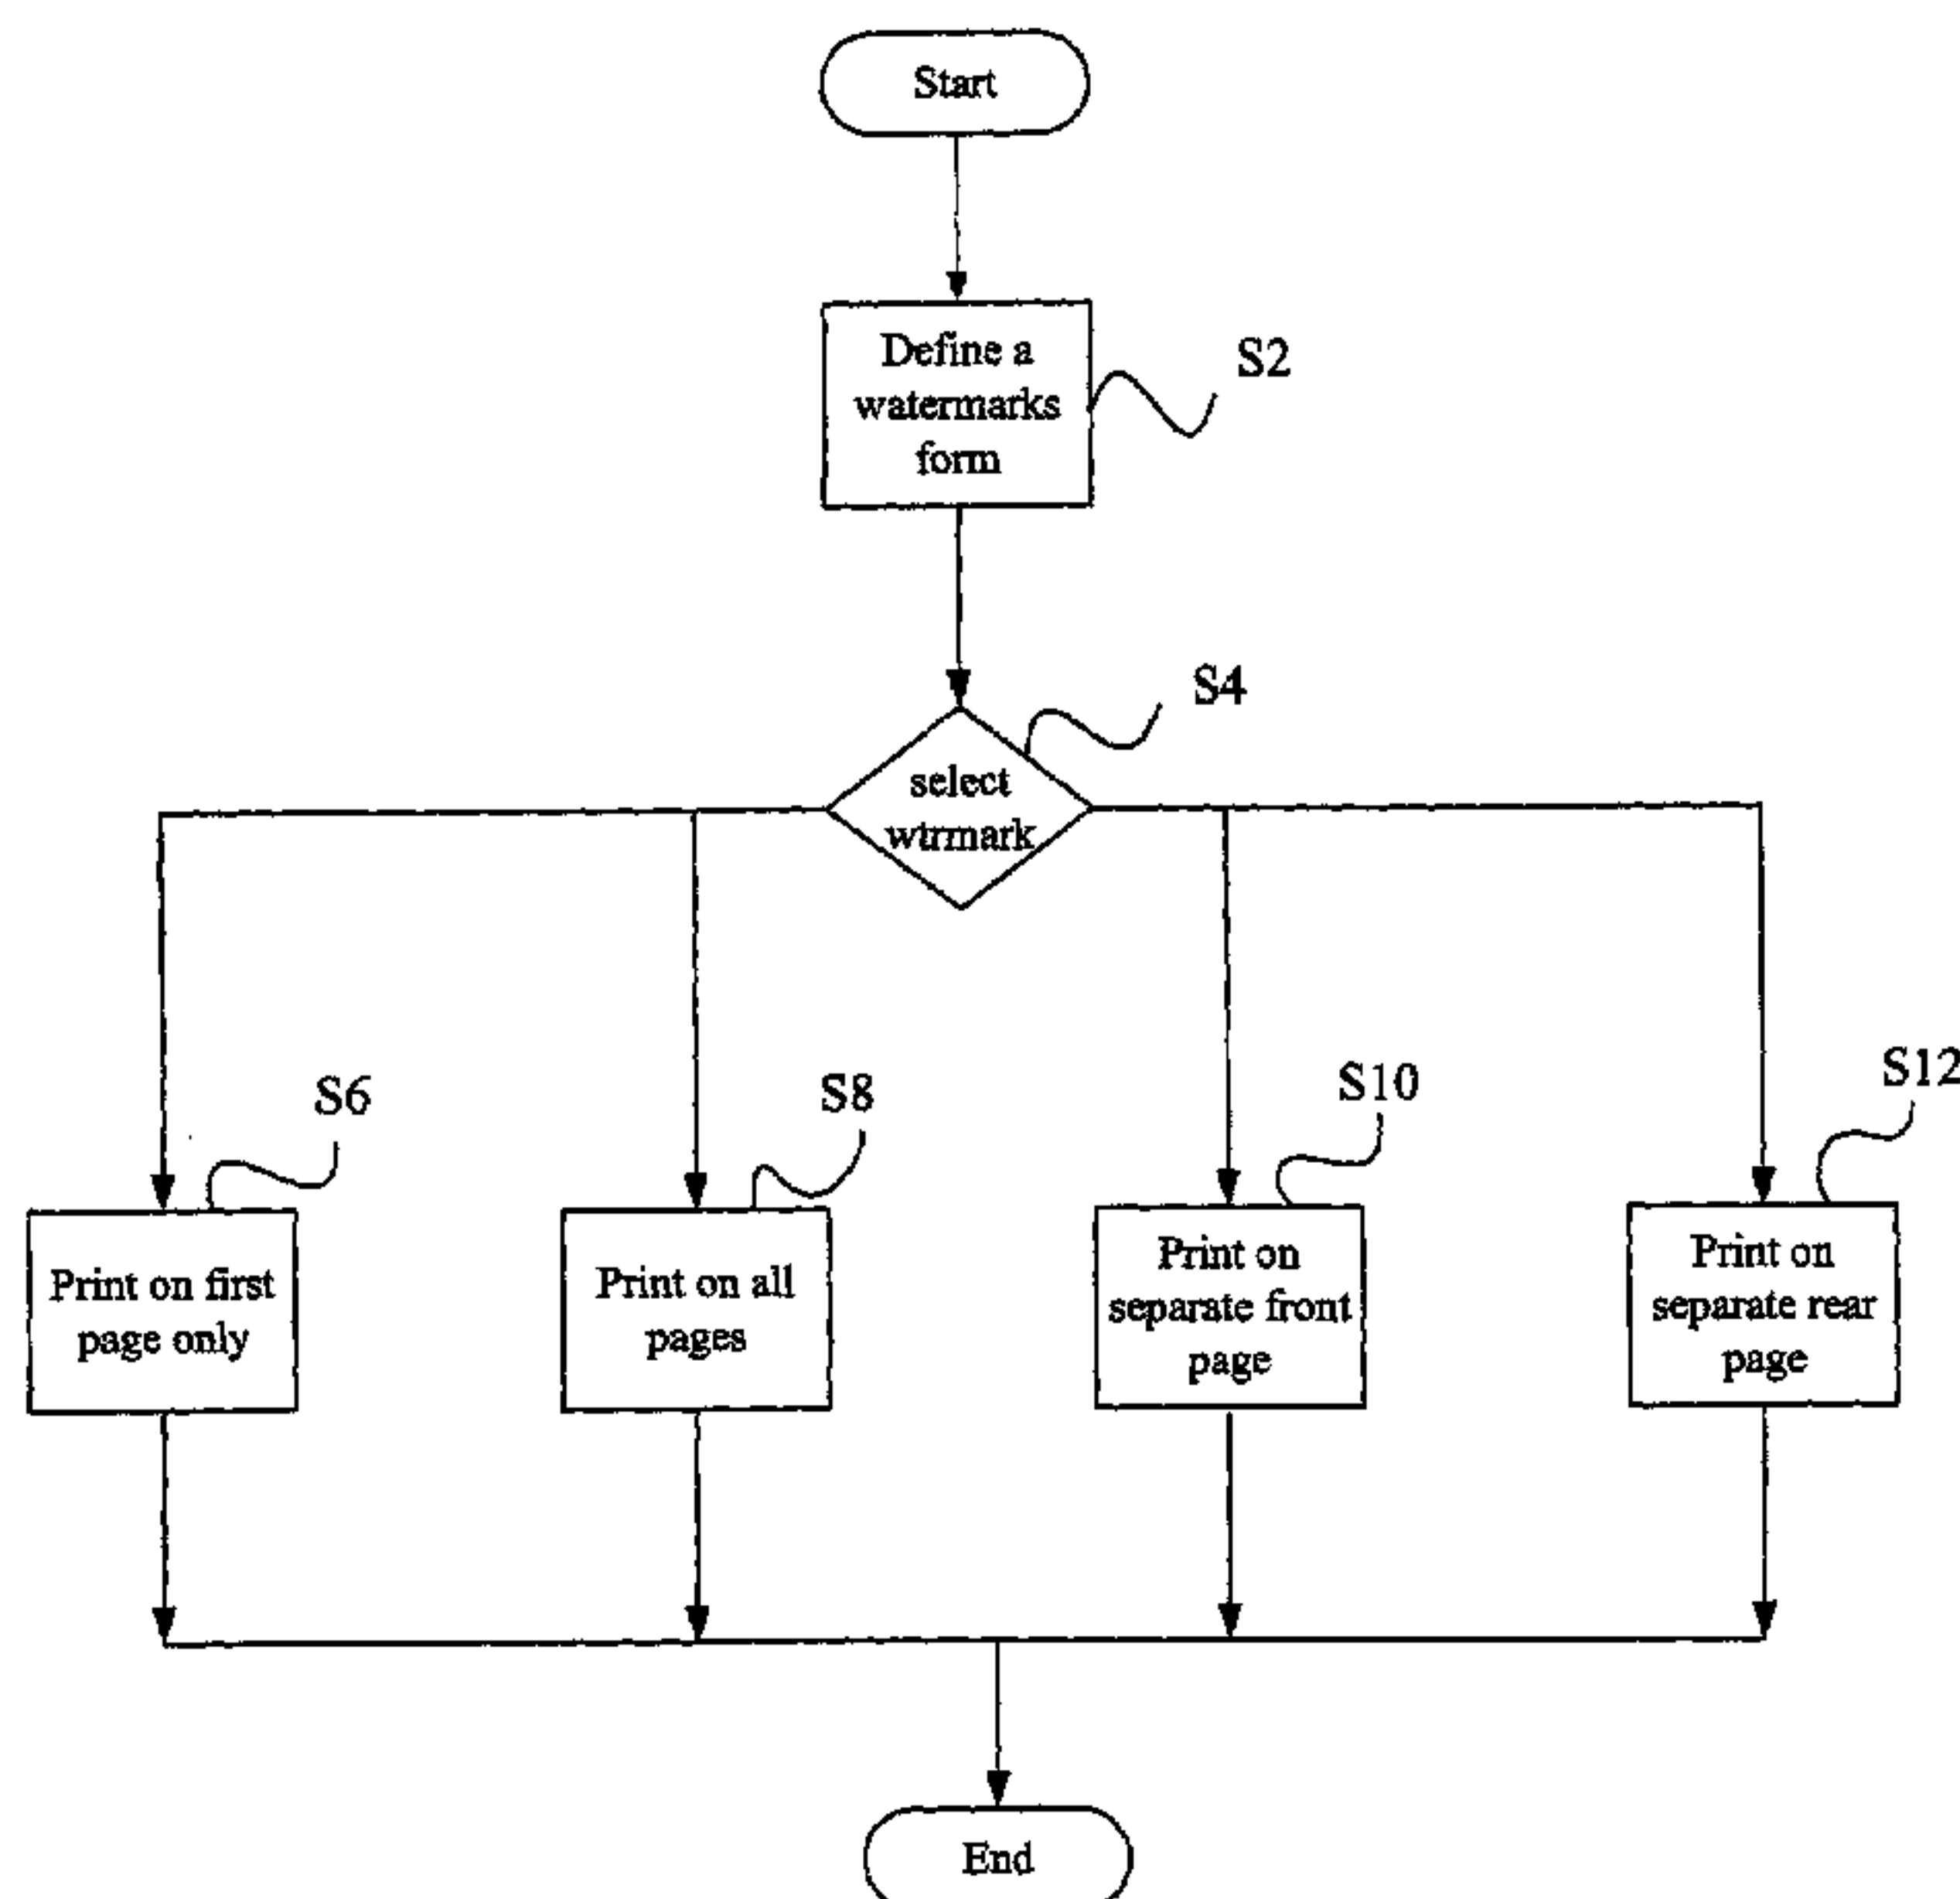 Start
Define a
watermarks
form
S2
S4
select
wtrmark
S6
S8
S10
S12
Print on first
page only
Print on all
pages
Print on
separate front
page
Print on
separate rear
page
End